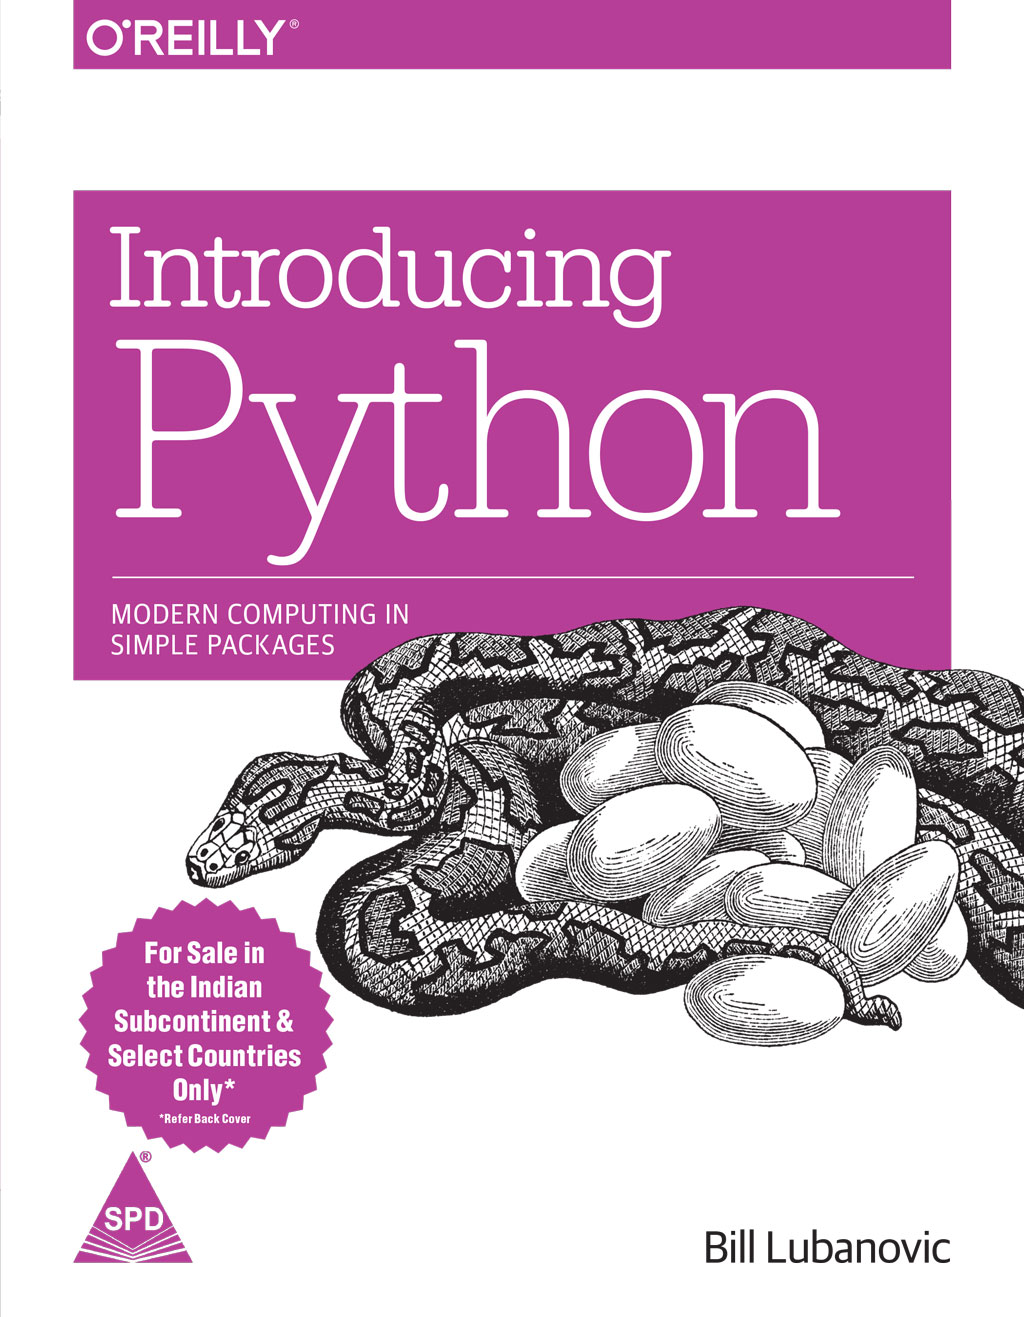 O'REILLY®
Introducing
Python
MODERN COMPUTING IN
SIMPLE PACKAGES
For Sale in
the Indian
Subcontinent &
Select Countries
Only*
*Refer Back Cover
®
SPD
Bill Lubanovic